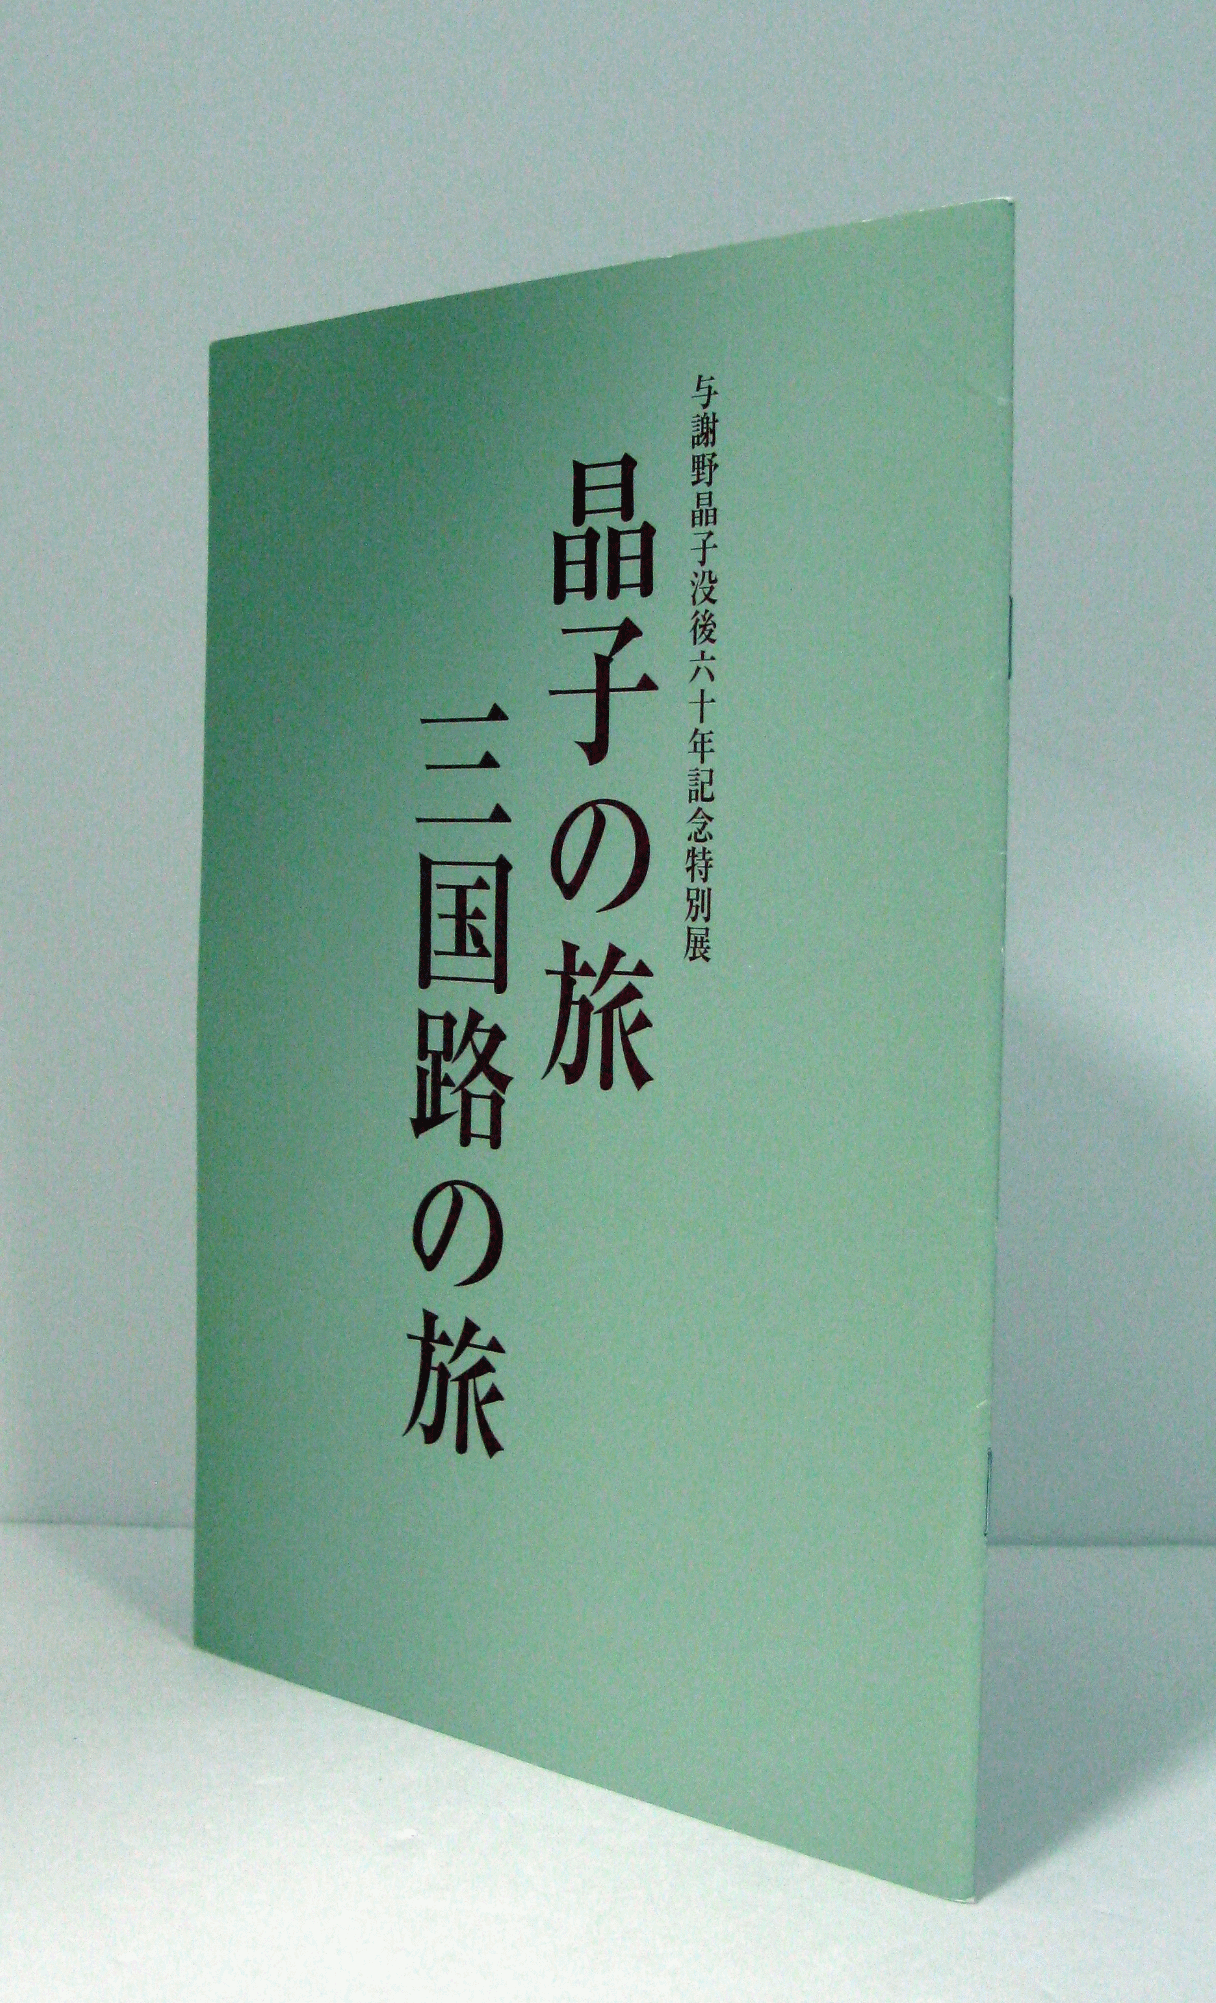 与謝野晶子没後六十年記念特別展
晶子の旅
三国路の旅